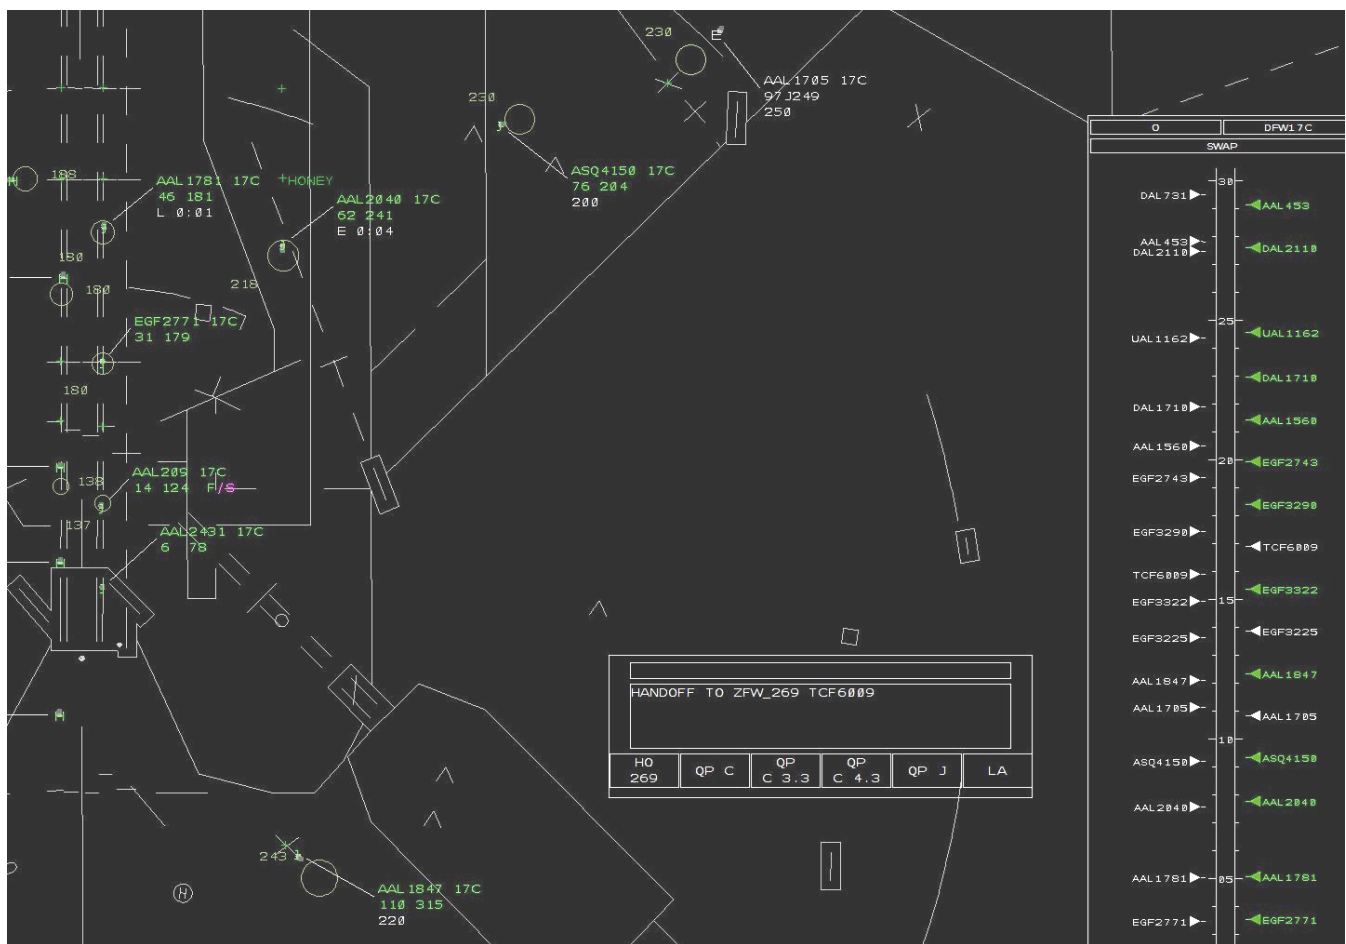 230
E
AAL1705 17C
97J249
250
230
ASQ4150 17C
76 204
200
188
AAL1781 17C
46 181
L 0:01
HONEY
AAL2040 17C
62 241
E 0:04
180
180
218
EGF2771 17C
31 179
180
138
AAL209 17C
14 124 F/S
137
AAL2431 17C
6 78
H
H
H
243
AAL1847 17C
110 315
220
HANDOFF TO ZFW_269 TCF6009
HO 269
QP C
QP C 3.3
QP C 4.3
QP J
LA
0 DFW17C
SWAP
30
DAL731 AAL453
AAL453 DAL2110
DAL2110
25
UAL1162 UAL1162
DAL1710 DAL1710
AAL1560 AAL1560
20
EGF2743 EGF2743
EGF3290 EGF3290
TCF6009 TCF6009
15
EGF3322 EGF3322
EGF3225 EGF3225
AAL1847 AAL1847
AAL1705 AAL1705
10
ASQ4150 ASQ4150
AAL2040 AAL2040
AAL1781 05 AAL1781
EGF2771 EGF2771